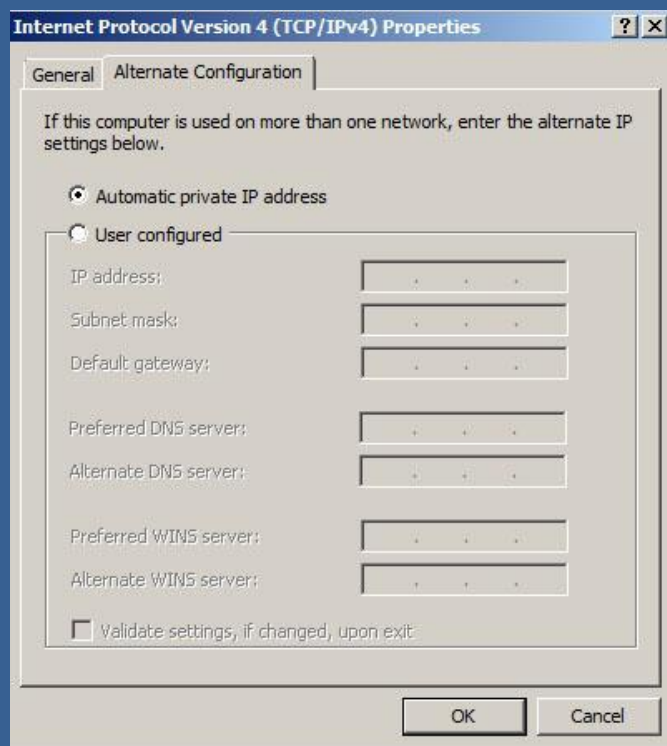 Internet Protocol Version 4 (TCP/IPv4) Properties
General
Alternate Configuration
If this computer is used on more than one network, enter the alternate IP
settings below.
Automatic private IP address
User configured
IP address:
Subnet mask:
Default gateway:
Preferred DNS server:
Alternate DNS server:
Preferred WINS server:
Alternate WINS server:
Validate settings, if changed, upon exit
OK
Cancel